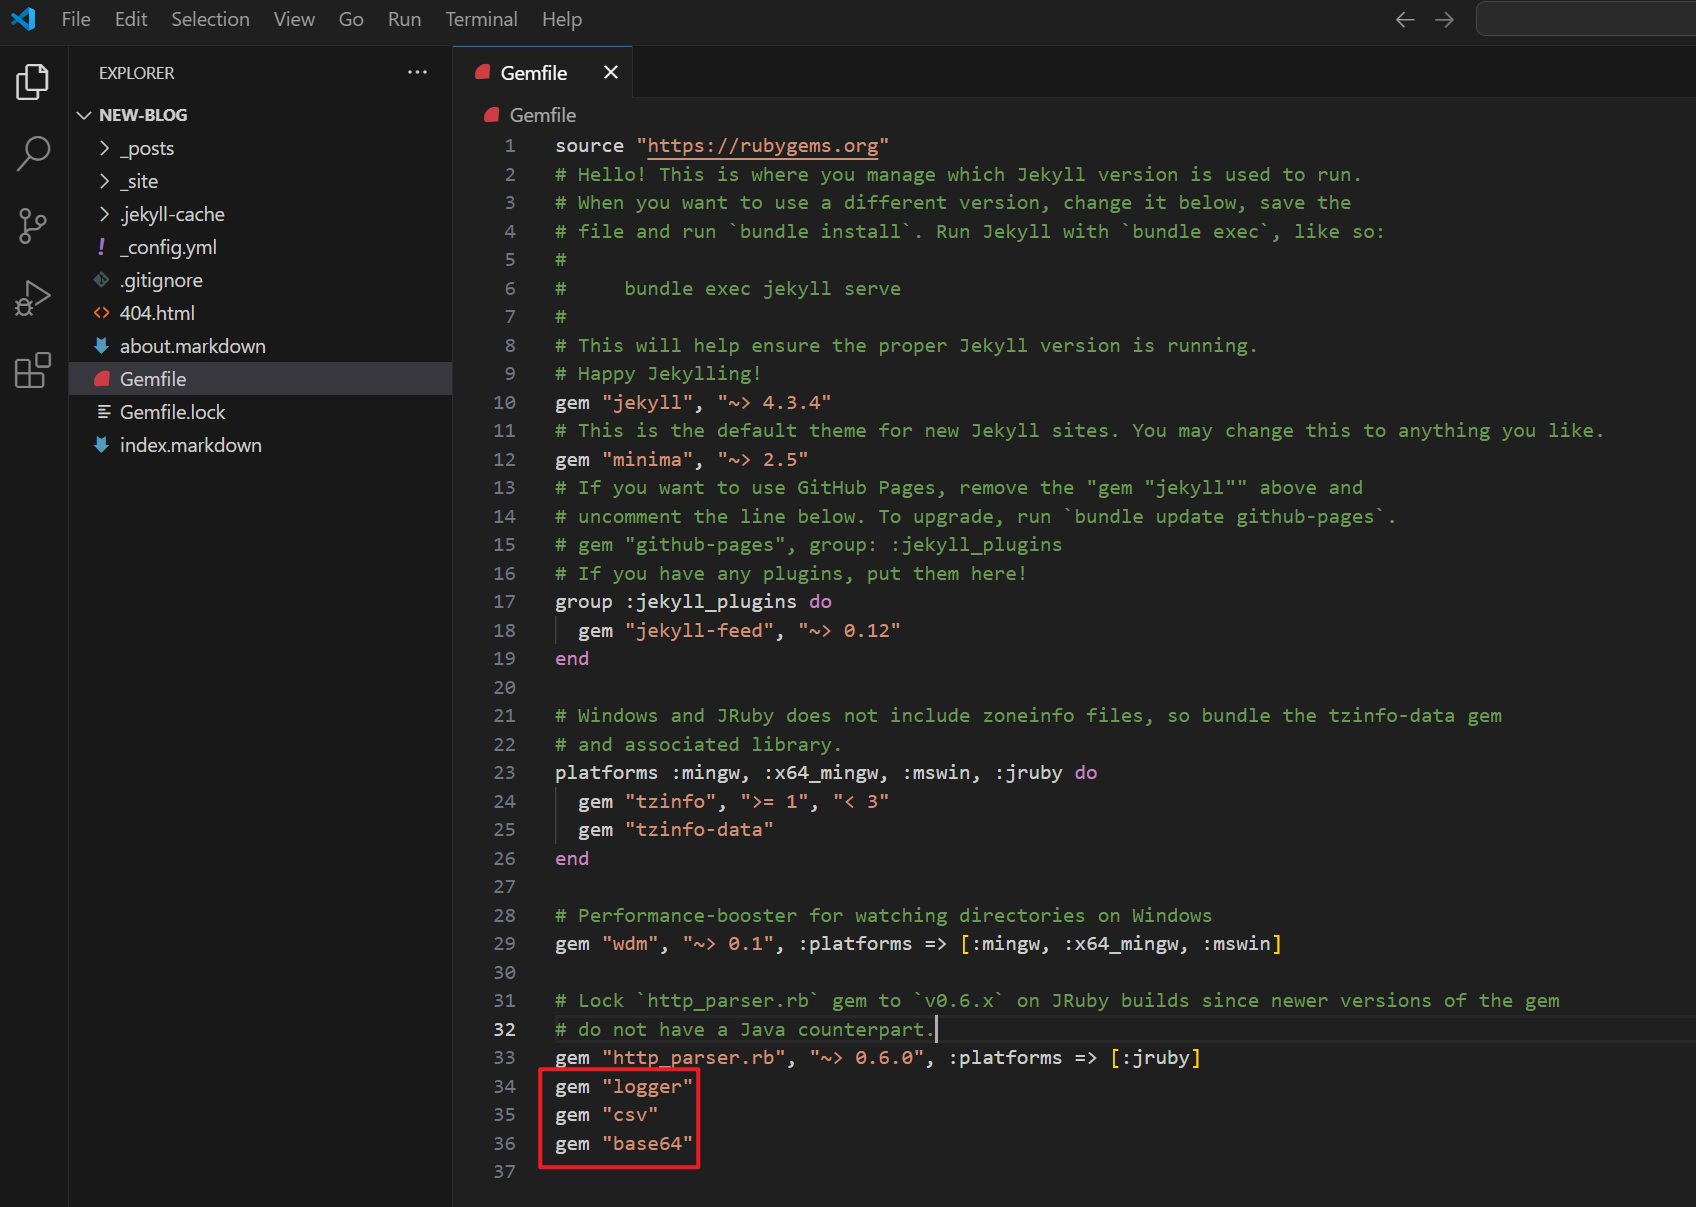 File Edit Selection View Go Run Terminal Help
EXPLORER
NEW-BLOG
_posts
_site
.jekyll-cache
_config.yml
.gitignore
404.html
about.markdown
Gemfile
Gemfile.lock
index.markdown
Gemfile
Gemfile
1 source "https://rubygems.org"
2 # Hello! This is where you manage which Jekyll version is used to run.
3 # When you want to use a different version, change it below, save the
4 # file and run `bundle install`. Run Jekyll with `bundle exec`, like so:
5 #
6 #     bundle exec jekyll serve
7 #
8 # This will help ensure the proper Jekyll version is running.
9 # Happy Jekylling!
10 gem "jekyll", "~> 4.3.4"
11 # This is the default theme for new Jekyll sites. You may change this to anything you like.
12 gem "minima", "~> 2.5"
13 # If you want to use GitHub Pages, remove the "gem "jekyll"" above and
14 # uncomment the line below. To upgrade, run `bundle update github-pages`.
15 # gem "github-pages", group: :jekyll_plugins
16 # If you have any plugins, put them here!
17 group :jekyll_plugins do
18   gem "jekyll-feed", "~> 0.12"
19 end
20
21 # Windows and JRuby does not include zoneinfo files, so bundle the tzinfo-data gem
22 # and associated library.
23 platforms :mingw, :x64_mingw, :mswin, :jruby do
24   gem "tzinfo", ">= 1", "< 3"
25   gem "tzinfo-data"
26 end
27
28 # Performance-booster for watching directories on Windows
29 gem "wdm", "~> 0.1", :platforms => [:mingw, :x64_mingw, :mswin]
30
31 # Lock `http_parser.rb` gem to `v0.6.x` on JRuby builds since newer versions of the gem
32 # do not have a Java counterpart.
33 gem "http_parser.rb", "~> 0.6.0", :platforms => [:jruby]
34 gem "logger"
35 gem "csv"
36 gem "base64"
37